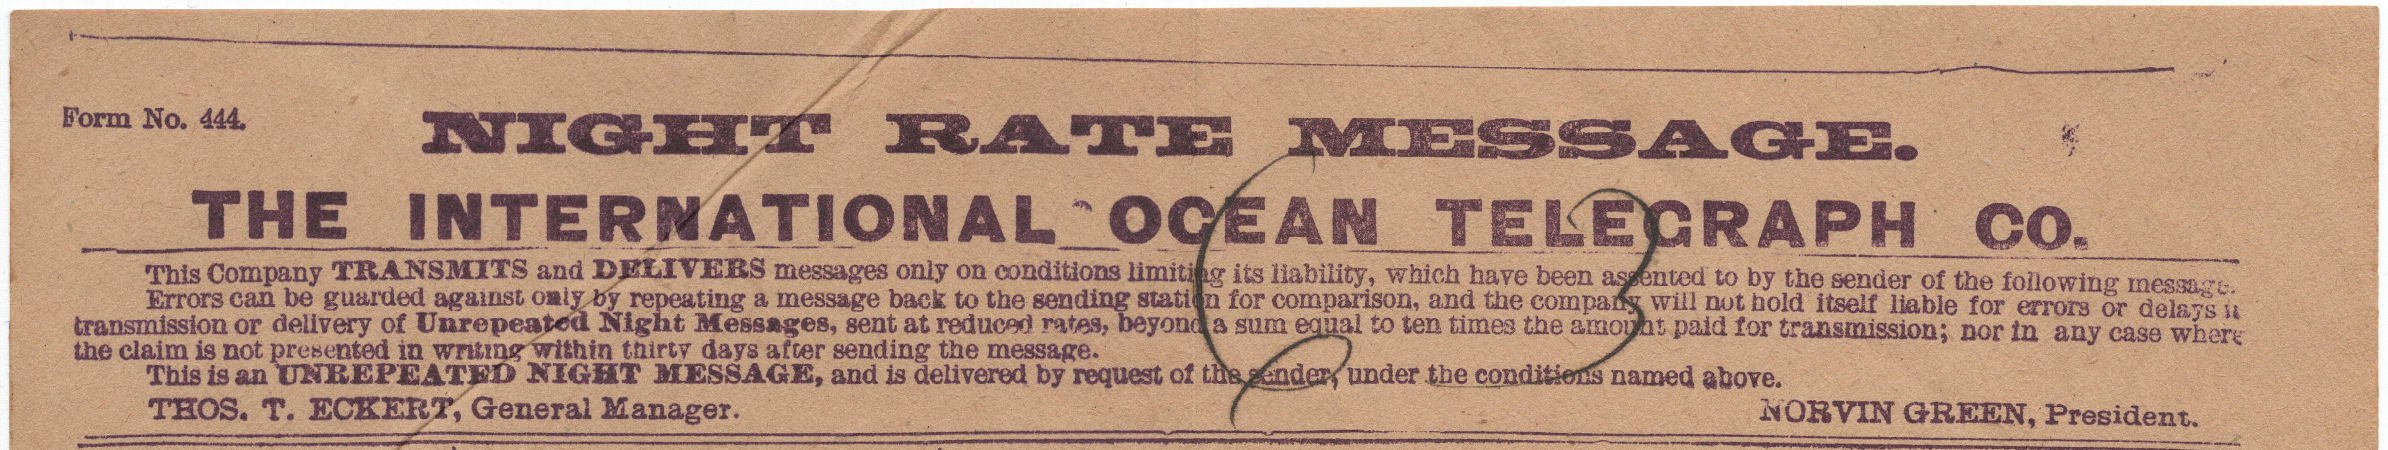 Form No. 444.
NIGHT RATE MESSAGE.
THE INTERNATIONAL OCEAN TELEGRAPH CO.
This Company TRANSMITS and DELIVERS messages only on conditions limiting its liability, which have been assented to by the sender of the following message.
Errors can be guarded against only by repeating a message back to the sending station for comparison, and the company will not hold itself liable for errors or delays in
transmission or delivery of Unrepeated Night Messages, sent at reduced rates, beyond a sum equal to ten times the amount paid for transmission; nor in any case where
the claim is not presented in writing within thirty days after sending the message.
This is an UNREPEATED NIGHT MESSAGE, and is delivered by request of the sender, under the conditions named above.
THOS. T. ECKERT, General Manager.
NORVIN GREEN, President.